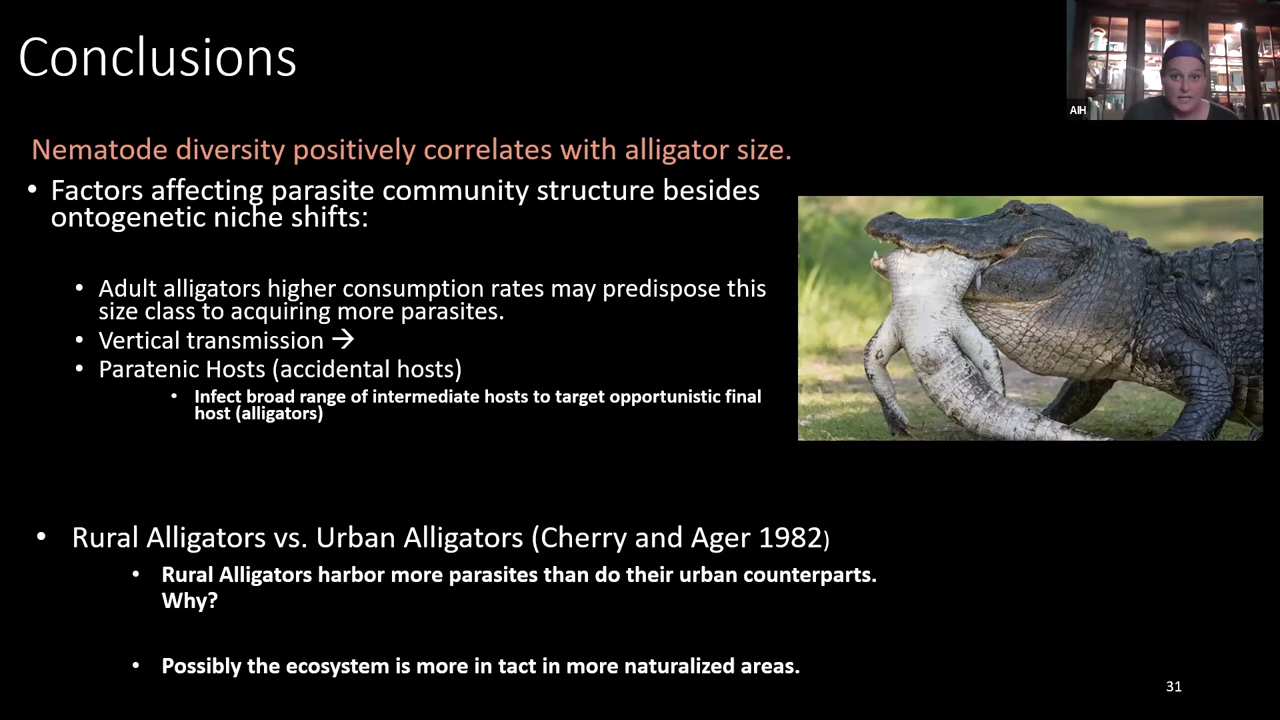 Conclusions
AIH
Nematode diversity positively correlates with alligator size.
• Factors affecting parasite community structure besides
ontogenetic niche shifts:
• Adult alligators higher consumption rates may predispose this
size class to acquiring more parasites.
• Vertical transmission →
• Paratenic Hosts (accidental hosts)
• Infect broad range of intermediate hosts to target opportunistic final
host (alligators)
• Rural Alligators vs. Urban Alligators (Cherry and Ager 1982)
• Rural Alligators harbor more parasites than do their urban counterparts.
Why?
• Possibly the ecosystem is more in tact in more naturalized areas.
31